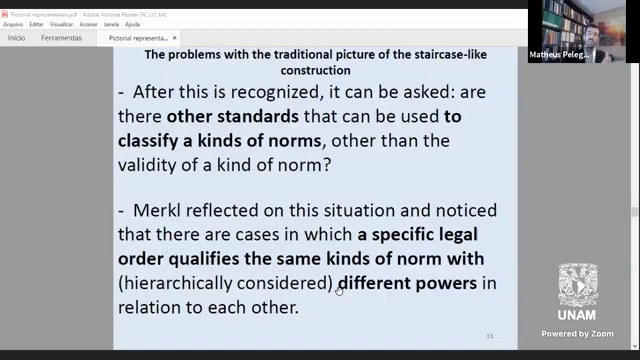 Pictorial representation.pdf - Adobe Acrobat Reader DC (32-bit)
Arquivo Editar Visualizar Assinar Janela Ajuda
Início Ferramentas Pictorial representa... ×
Matheus Peleg...
The problems with the traditional picture of the staircase-like
construction
- After this is recognized, it can be asked: are
there other standards that can be used to
classify a kinds of norms, other than the
validity of a kind of norm?
- Merkl reflected on this situation and noticed
that there are cases in which a specific legal
order qualifies the same kinds of norm with
(hierarchically considered) different powers in
relation to each other.
38
UNAM
Powered by Zoom